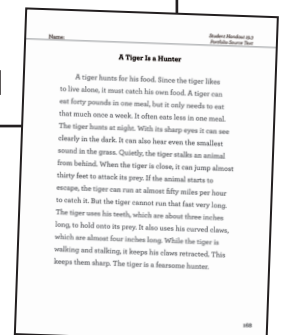 Name:
Student Handout 19.3
Portfolio Source Text
A Tiger Is a Hunter
A tiger hunts for his food. Since the tiger likes
to live alone, it must catch his own food. A tiger can
eat forty pounds in one meal, but it only needs to eat
that much once a week. It often eats less in one meal.
The tiger hunts at night. With its sharp eyes it can see
clearly in the dark. It can also hear even the smallest
sound in the grass. Quietly, the tiger stalks an animal
from behind. When the tiger is close, it can jump almost
thirty feet to attack its prey. If the animal starts to
escape, the tiger can run at almost fifty miles per hour
to catch it. But the tiger cannot run that fast very long.
The tiger uses his teeth, which are about three inches
long, to hold onto its prey. It also uses his curved claws,
which are almost four inches long. While the tiger is
walking and stalking, it keeps his claws retracted. This
keeps them sharp. The tiger is a fearsome hunter.